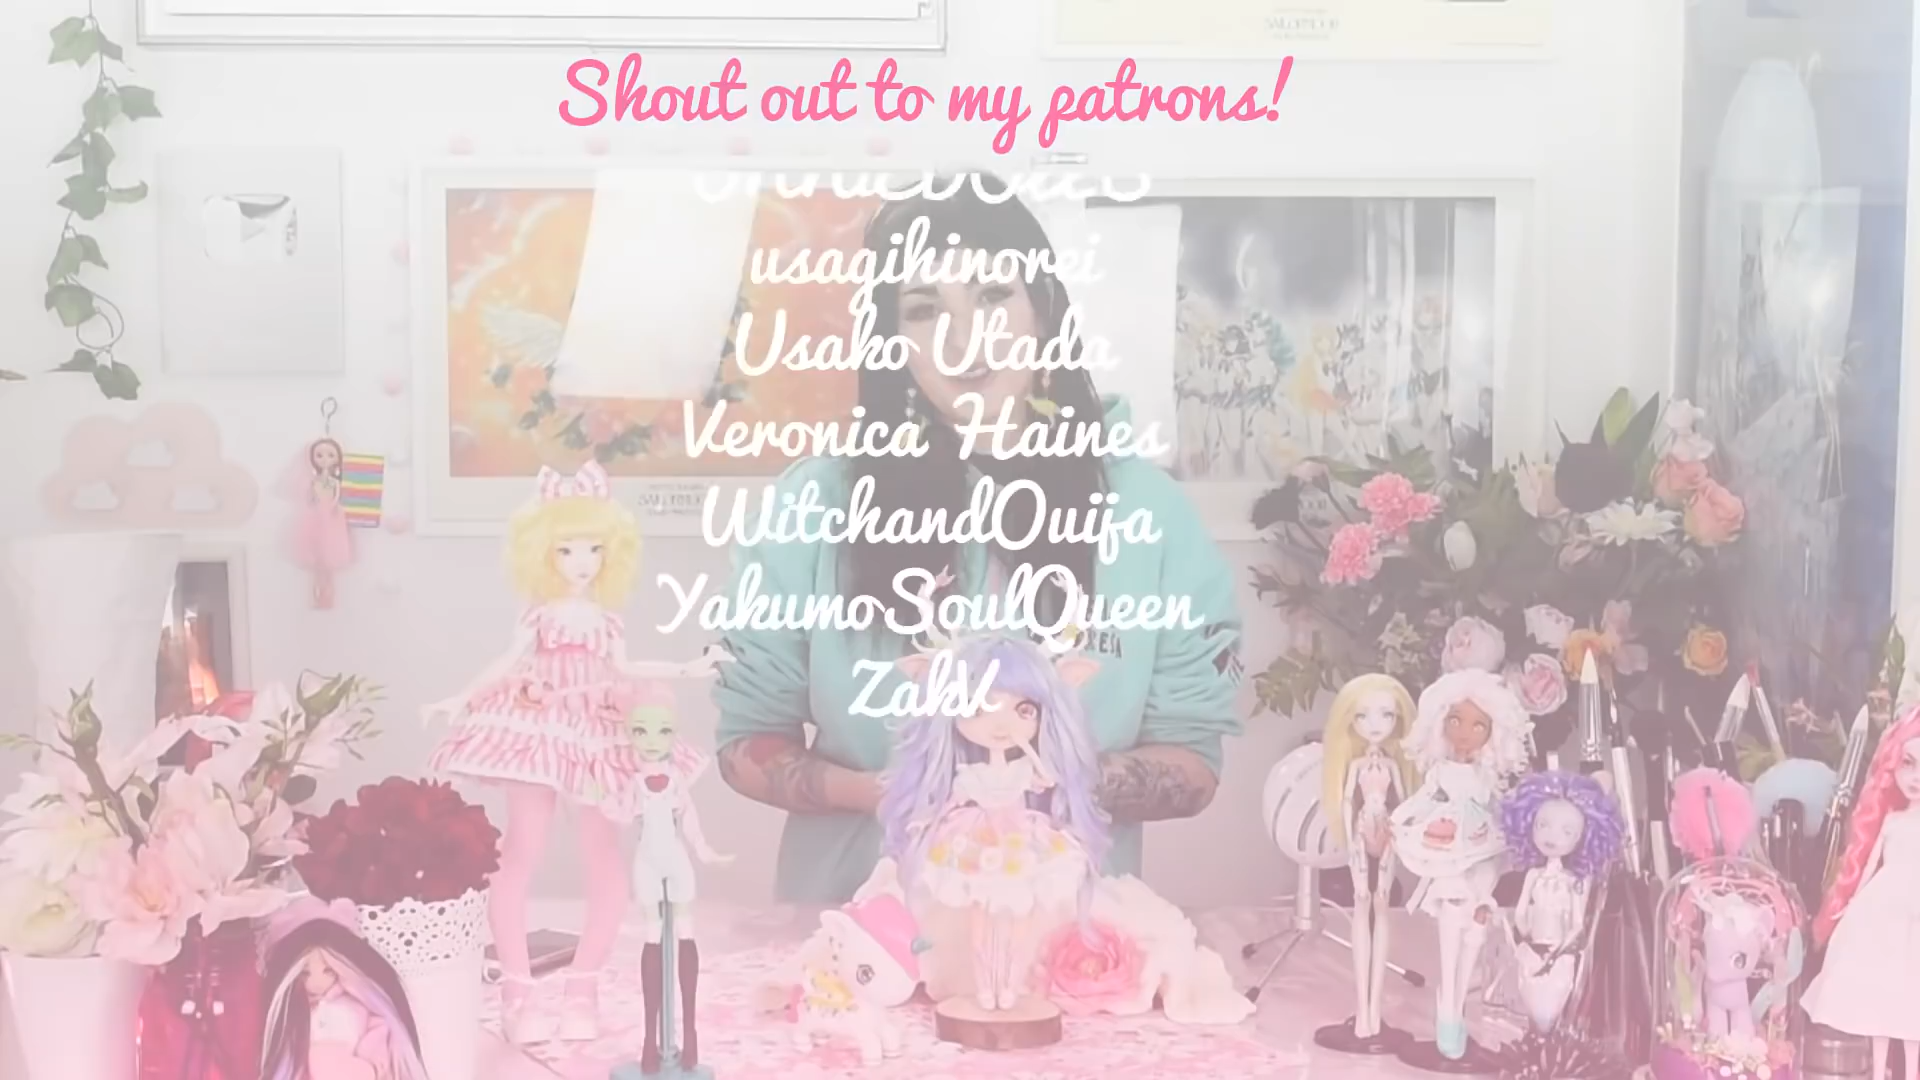 Shout out to my patrons!
usagihinorei
Usako Utada
Veronica Haines
WitchandOuija
YakumoSoulQueen
ZakV